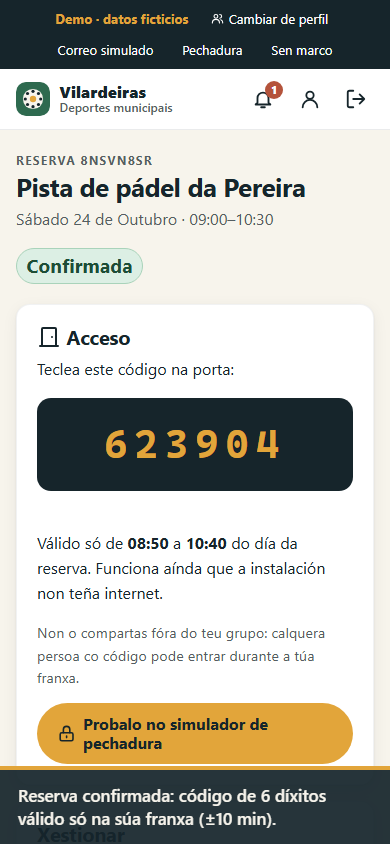 Demo · datos ficticios Cambiar de perfil
Correo simulado Pechadura Sen marco
Vilardeiras
Deportes municipais
1
RESERVA 8NSVN8SR
Pista de pádel da Pereira
Sábado 24 de Outubro · 09:00–10:30
Confirmada
Acceso
Teclea este código na porta:
623904
Válido só de 08:50 a 10:40 do día da
reserva. Funciona aínda que a instalación
non teña internet.
Non o compartas fóra do teu grupo: calquera
persoa co código pode entrar durante a túa
franxa.
Probalo no simulador de
pechadura
Reserva confirmada: código de 6 díxitos
válido só na súa franxa (±10 min).
Xestionar